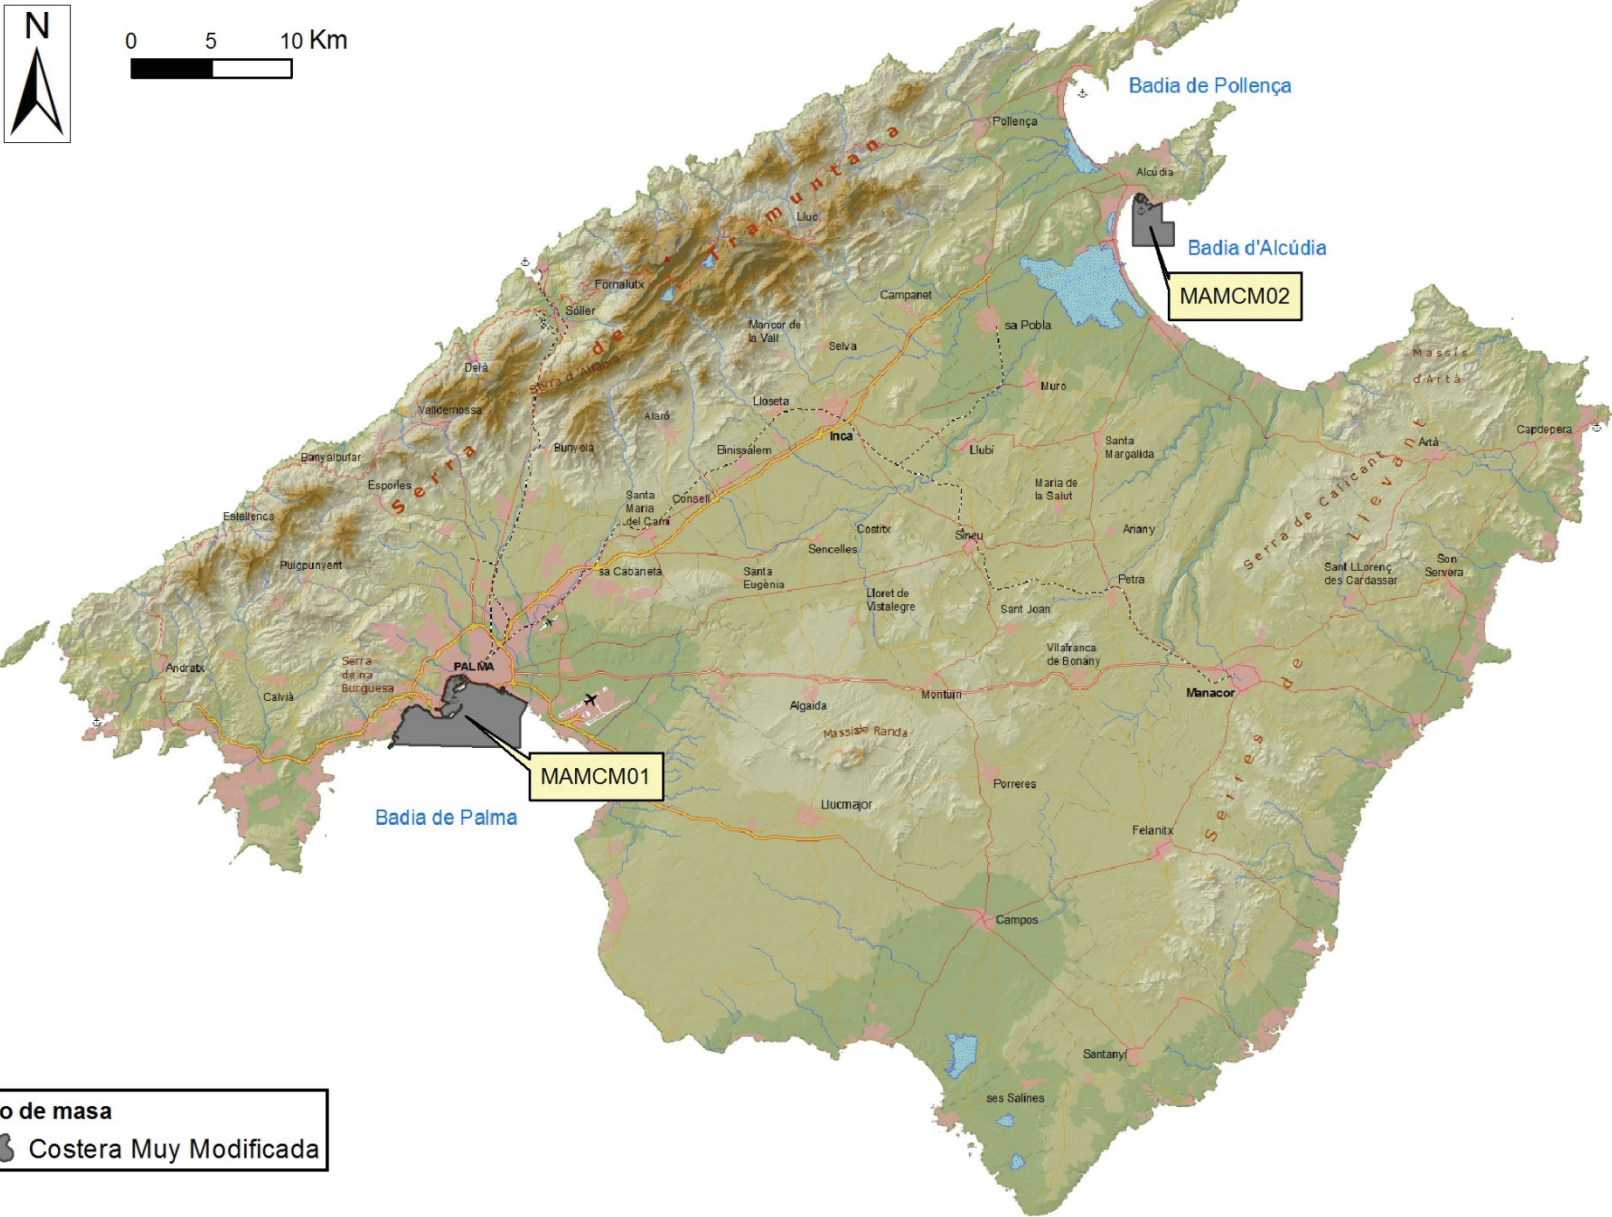 N
0 5 10 Km
Badia de Pollença
Pollença
Alcúdia
Serra de Tramuntana
Lluc
Badia d'Alcúdia
MAMCM02
Fornalutx
Sóller
Campanet
sa Pobla
Mancor de
la Vall
Selva
Massís
d'Artà
Deià
Serra d'Alfàbia
Muro
Valldemossa
Lloseta
Alaró
Inca
Capdepera
Artà
Bunyola
Binissalem
Llubí
Santa
Margalida
Banyalbufar
Esporles
Consell
Santa
Maria
del Camí
Maria de
la Salut
Serra de Calicant
Llevant
Estellencs
Costitx
Ariany
Sencelles
Sineu
Puigpunyent
sa Cabaneta
Santa
Eugènia
Sant LLorenç
des Cardassar
Son
Servera
Petra
Lloret de
Vistalegre
Sant Joan
Vilafranca
de Bonany
Andratx
Serra
de na
Burguesa
PALMA
Calvià
Algaida
Montuïri
Manacor
Serres de
Massís de Randa
MAMCM01
Badia de Palma
Llucmajor
Porreres
Felanitx
Campos
Santanyí
ses Salines
o de masa
Costera Muy Modificada